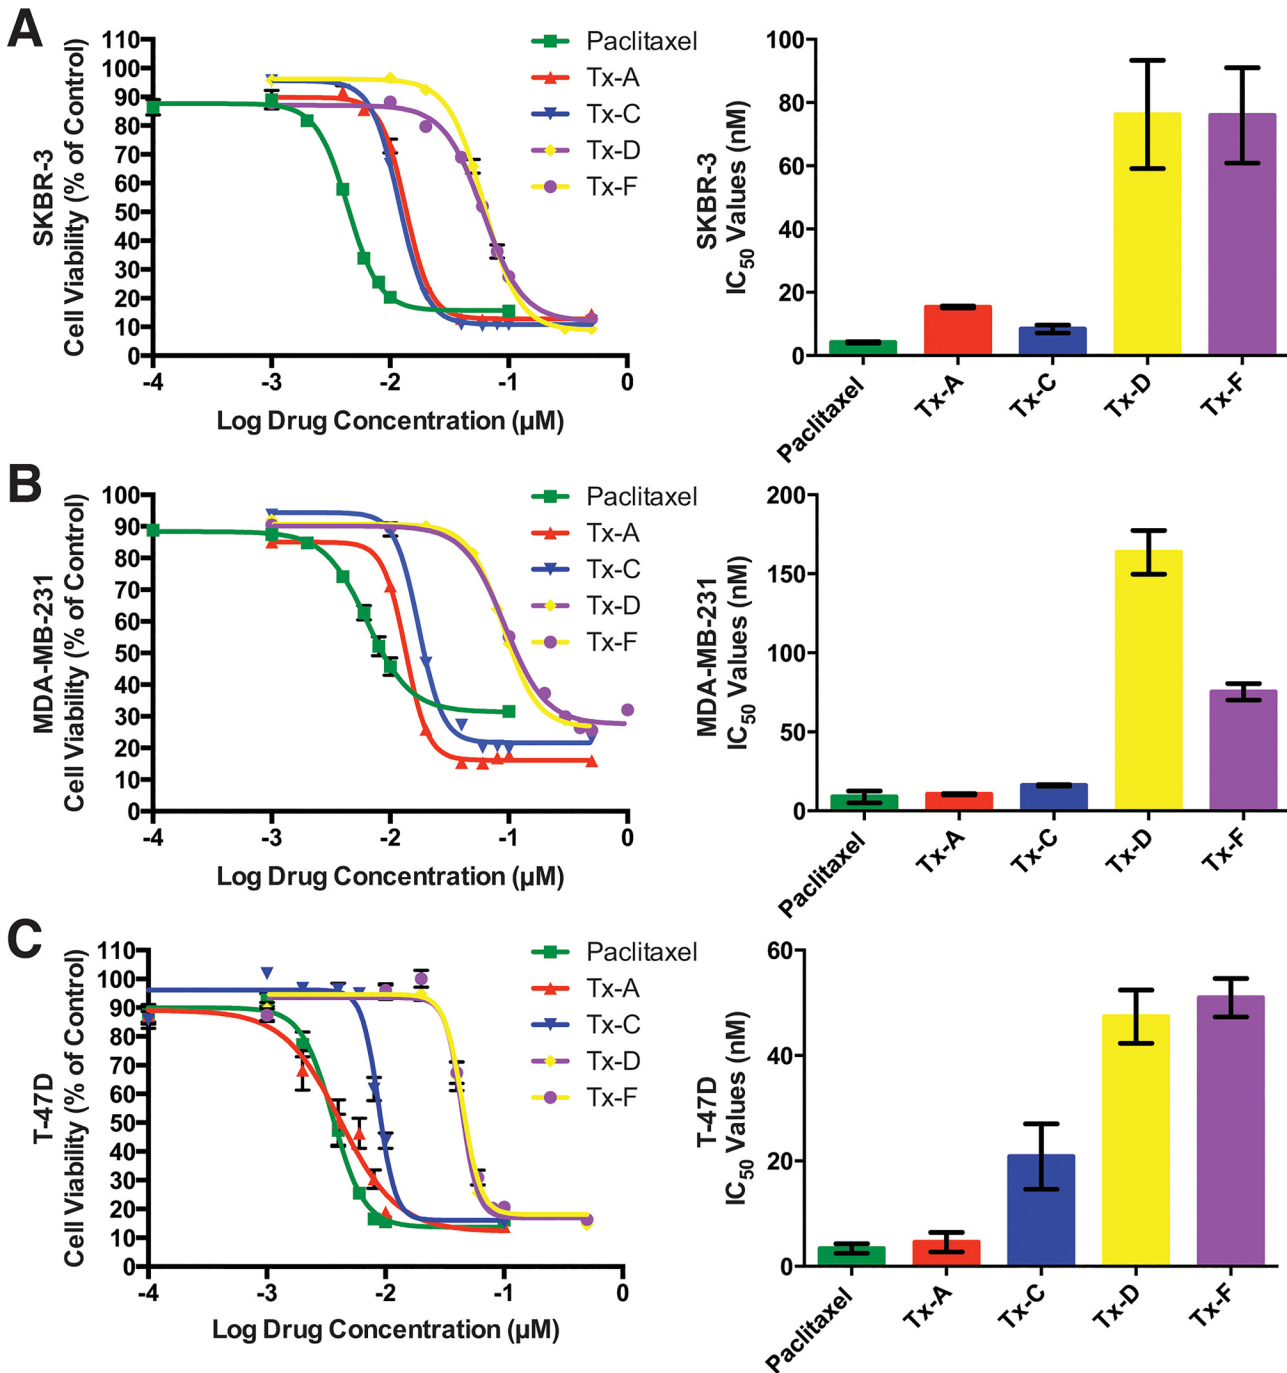 A
SKBR-3
Cell Viability (% of Control)
110
100
90
80
70
60
50
40
30
20
10
0
-4
-3
-2
-1
0
Log Drug Concentration (µM)
Paclitaxel
Tx-A
Tx-C
Tx-D
Tx-F
SKBR-3
IC50 Values (nM)
100
80
60
40
20
0
Paclitaxel
Tx-A
Tx-C
Tx-D
Tx-F
B
MDA-MB-231
Cell Viability (% of Control)
100
90
80
70
60
50
40
30
20
10
0
-4
-3
-2
-1
0
Log Drug Concentration (µM)
Paclitaxel
Tx-A
Tx-C
Tx-D
Tx-F
MDA-MB-231
IC50 Values (nM)
200
150
100
50
0
Paclitaxel
Tx-A
Tx-C
Tx-D
Tx-F
C
T-47D
Cell Viability (% of Control)
110
100
90
80
70
60
50
40
30
20
10
0
-4
-3
-2
-1
0
Log Drug Concentration (µM)
Paclitaxel
Tx-A
Tx-C
Tx-D
Tx-F
T-47D
IC50 Values (nM)
60
40
20
0
Paclitaxel
Tx-A
Tx-C
Tx-D
Tx-F